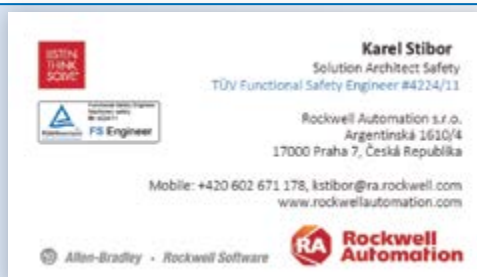 LISTEN.
THINK.
SOLVE.
Karel Stibor
Solution Architect Safety
TÜV Functional Safety Engineer #4224/11
FS Engineer
Rockwell Automation s.r.o.
Argentinská 1610/4
17000 Praha 7, Česká Republika
Mobile: +420 602 671 178, kstibor@ra.rockwell.com
www.rockwellautomation.com
Allen-Bradley • Rockwell Software
RA Rockwell
Automation